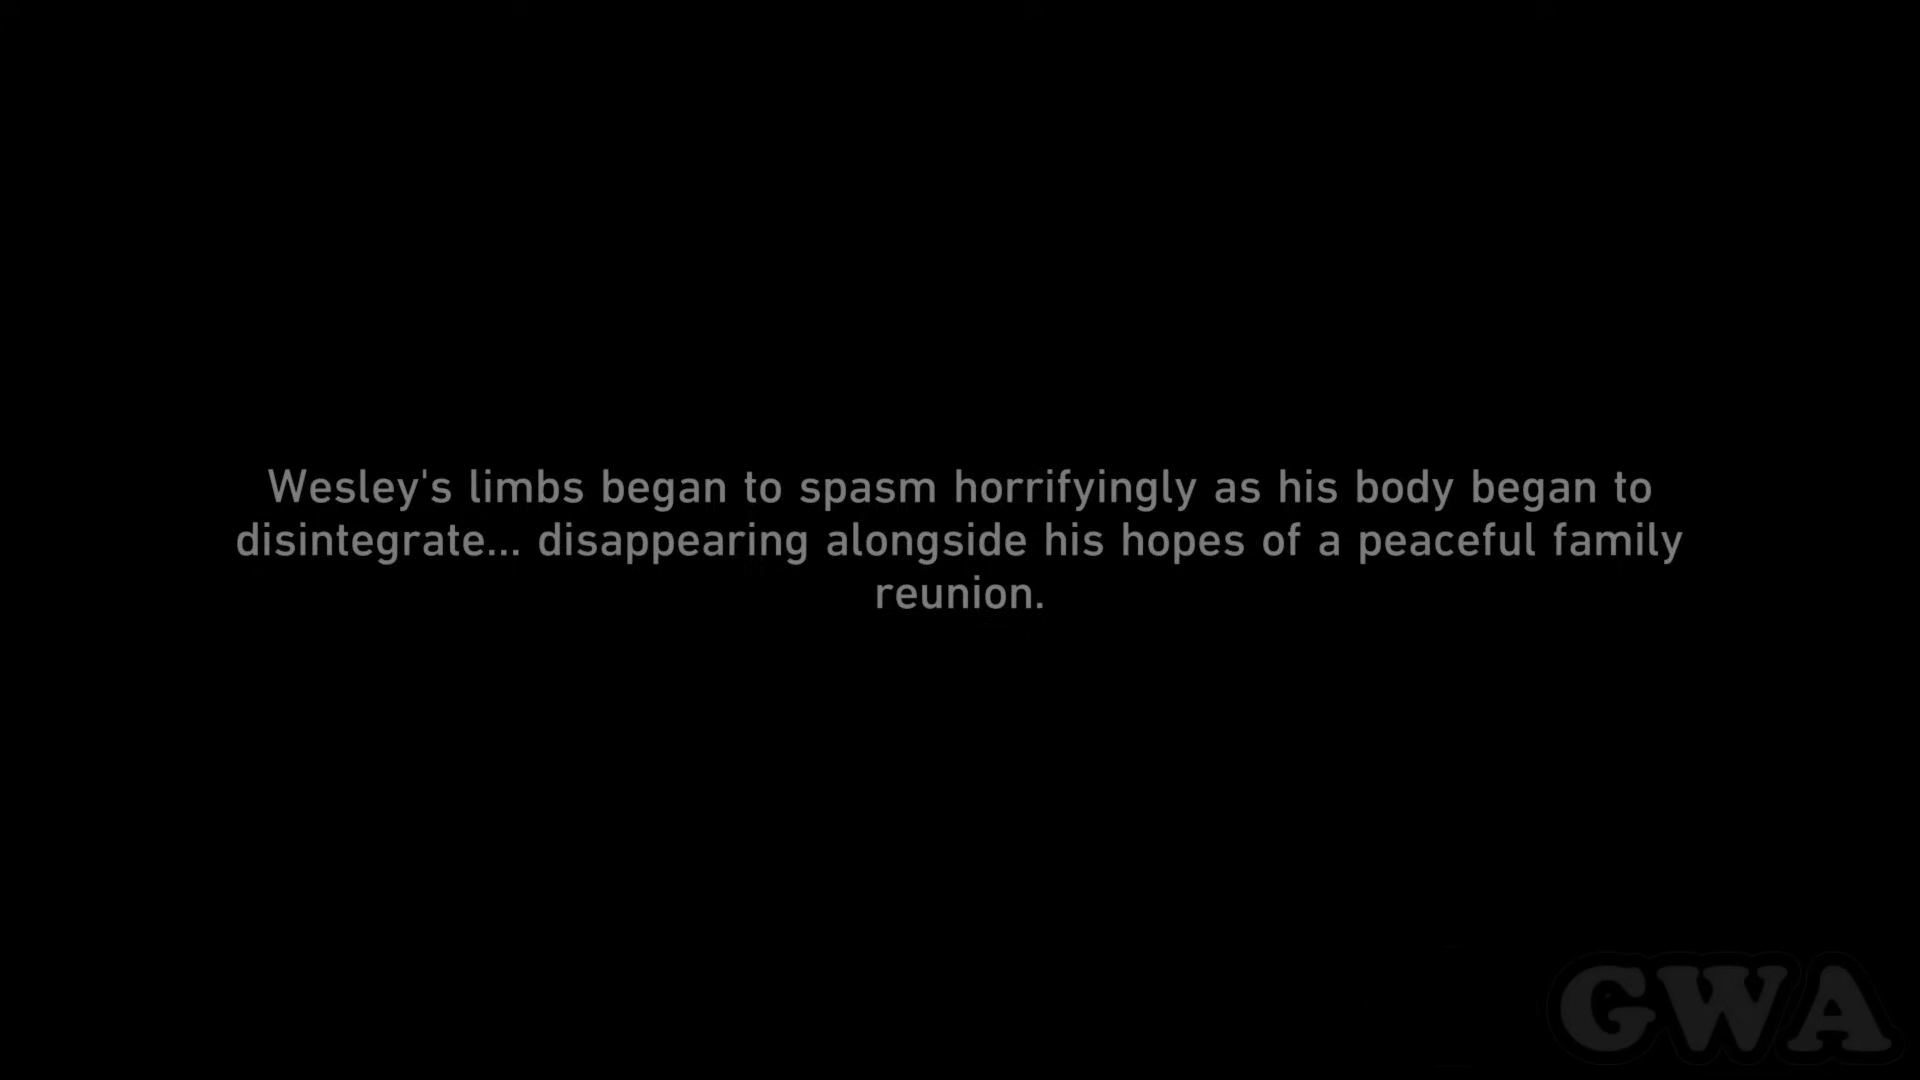 Wesley's limbs began to spasm horrifyingly as his body began to
disintegrate... disappearing alongside his hopes of a peaceful family
reunion.
GWA